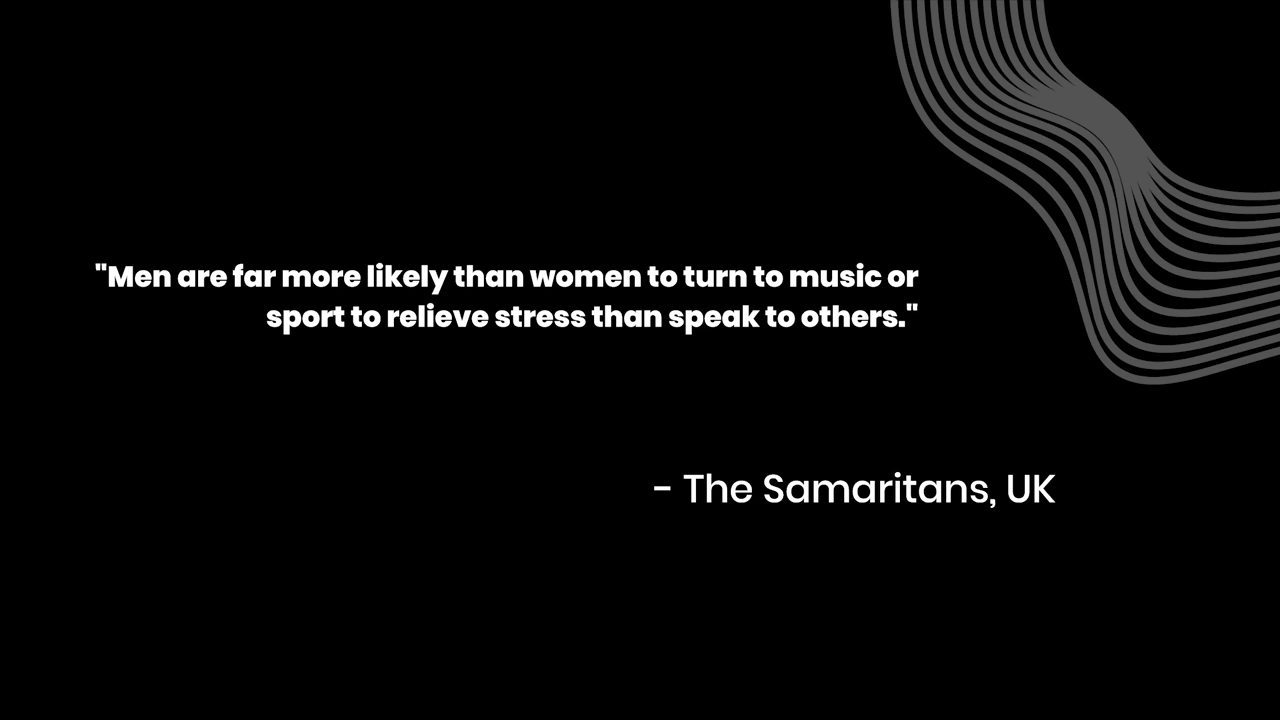 "Men are far more likely than women to turn to music or
sport to relieve stress than speak to others."
- The Samaritans, UK